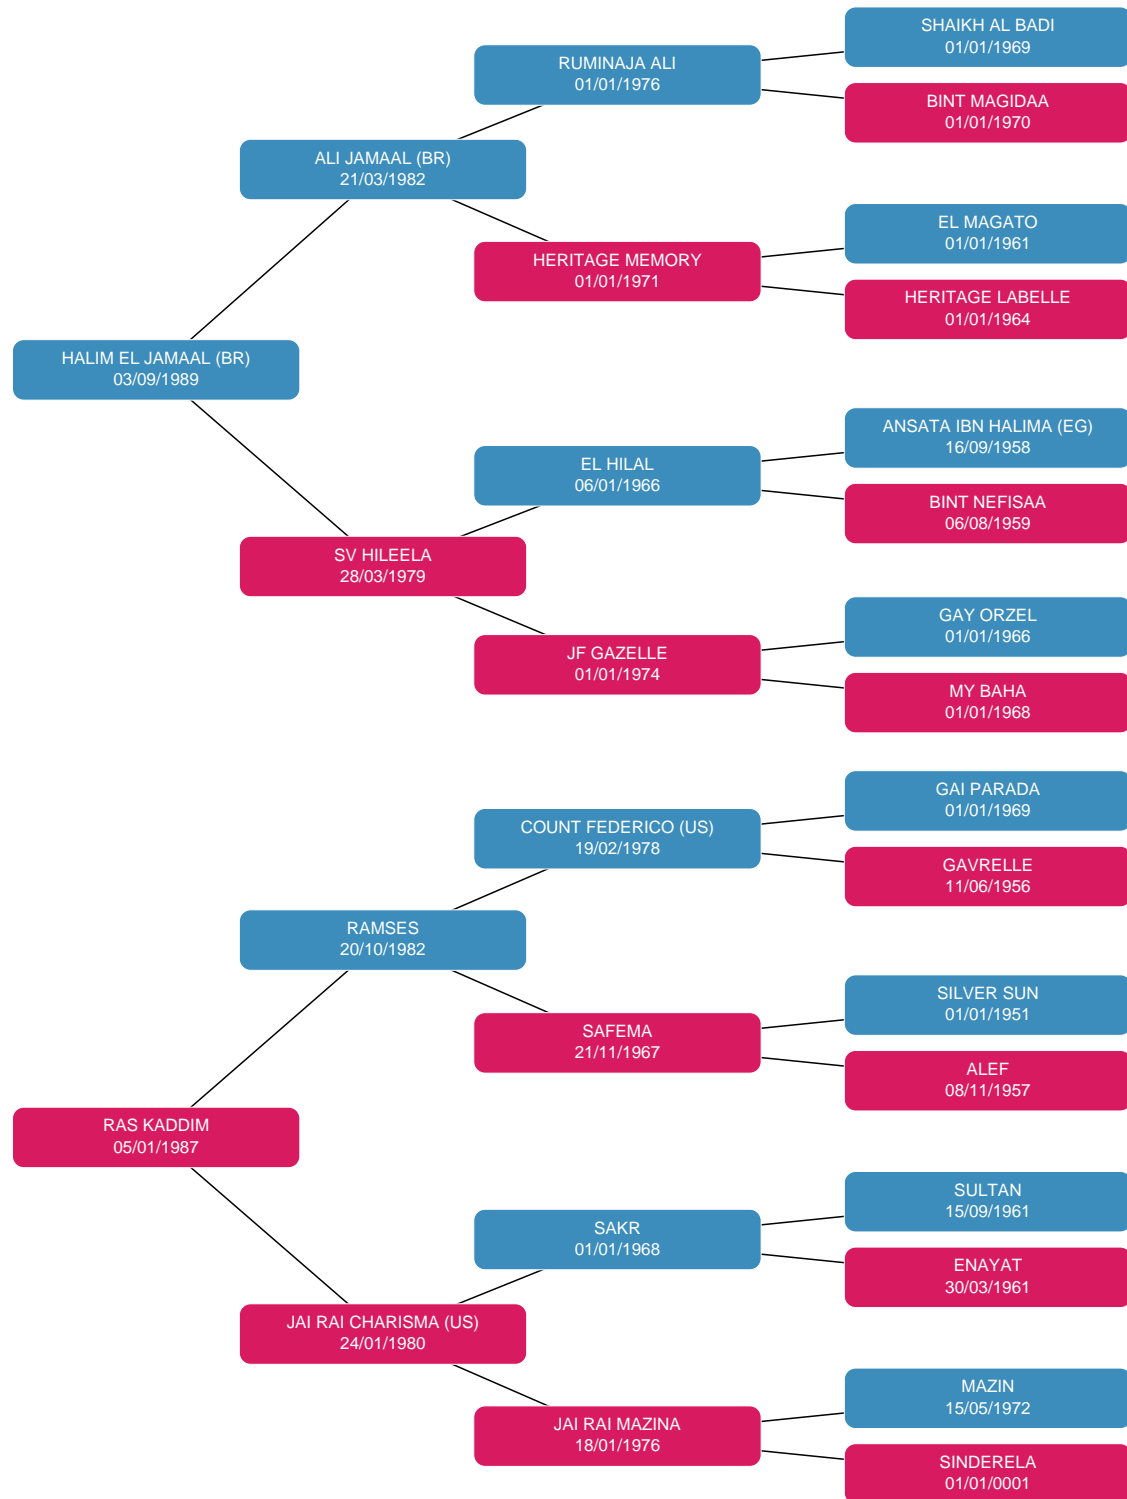 SHAIKH AL BADI
01/01/1969
RUMINAJA ALI
01/01/1976
BINT MAGIDAA
01/01/1970
ALI JAMAAL (BR)
21/03/1982
EL MAGATO
01/01/1961
HERITAGE MEMORY
01/01/1971
HERITAGE LABELLE
01/01/1964
HALIM EL JAMAAL (BR)
03/09/1989
ANSATA IBN HALIMA (EG)
16/09/1958
EL HILAL
06/01/1966
BINT NEFISAA
06/08/1959
SV HILEELA
28/03/1979
GAY ORZEL
01/01/1966
JF GAZELLE
01/01/1974
MY BAHA
01/01/1968
GAI PARADA
01/01/1969
COUNT FEDERICO (US)
19/02/1978
GAVRELLE
11/06/1956
RAMSES
20/10/1982
SILVER SUN
01/01/1951
SAFEMA
21/11/1967
ALEF
08/11/1957
RAS KADDIM
05/01/1987
SULTAN
15/09/1961
SAKR
01/01/1968
ENAYAT
30/03/1961
JAI RAI CHARISMA (US)
24/01/1980
MAZIN
15/05/1972
JAI RAI MAZINA
18/01/1976
SINDERELA
01/01/0001